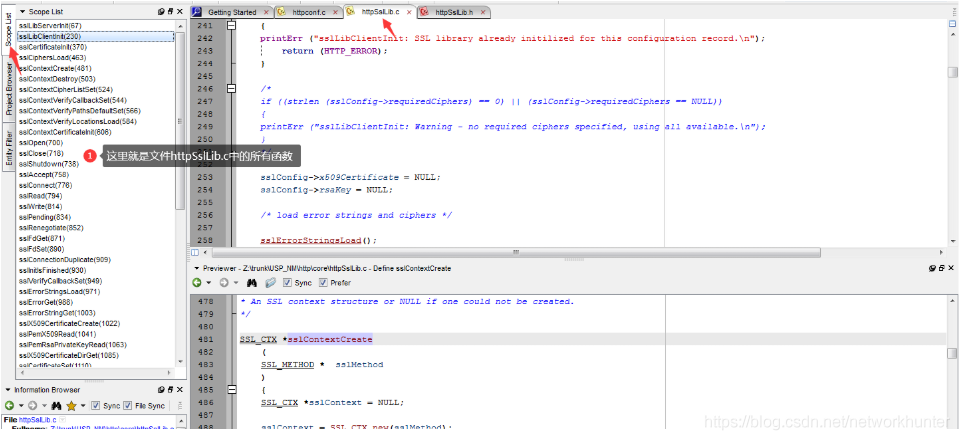 Scope List
Project Browser
Entity Filter
Scope List
sslLibServerInit(67)
sslLibClientInit(230)
sslCertificateInit(370)
sslCiphersLoad(463)
sslContextCreate(481)
sslContextDestroy(503)
sslContextCipherListSet(524)
sslContextVerifyCallbackSet(544)
sslContextVerifyPathsDefaultSet(566)
sslContextVerifyLocationsLoad(584)
sslContextCertificateInit(606)
sslOpen(700)
sslClose(718)
sslShutdown(738)
sslAccept(758)
sslConnect(776)
sslRead(794)
sslWrite(814)
sslPending(834)
sslRenegotiate(852)
sslFdGet(871)
sslFdSet(890)
sslConnectionDuplicate(909)
sslInitIsFinished(930)
sslVerifyCallbackSet(949)
sslErrorStringsLoad(971)
sslErrorGet(988)
sslErrorStringGet(1003)
sslX509CertificateCreate(1022)
sslPemX509Read(1041)
sslPemRsaPrivateKeyRead(1063)
sslX509CertificateDirGet(1085)
sslCertificateSet(1110)
1 这里就是文件httpSslLib.c中的所有函数
Information Browser
Sync File Sync
File httpSslLib.c
Fullname: Z:\trunk\USP_NM\http\core\httpSslLib.c
Getting Started httpconf.c httpSslLib.c httpSslLib.h
241 {
242 printErr ("sslLibClientInit: SSL library already initilized for this configuration record.\n");
243 return (HTTP_ERROR);
244 }
245
246 /*
247 if ((strlen (sslConfig->requiredCiphers) == 0) || (sslConfig->requiredCiphers == NULL))
248 {
249 printErr ("sslLibClientInit: Warning - no required ciphers specified, using all available.\n");
250 }
253 sslConfig->x509Certificate = NULL;
254 sslConfig->rsaKey = NULL;
255
256 /* load error strings and ciphers */
257
258 sslErrorStringsLoad();
Previewer - Z:\trunk\USP_NM\http\core\httpSslLib.c - Define sslContextCreate
Sync Prefer
478 * An SSL context structure or NULL if one could not be created.
479 */
480
481 SSL_CTX *sslContextCreate
482 (
483 SSL_METHOD * sslMethod
484 )
485 {
486 SSL_CTX *sslContext = NULL;
487
488 sslContext = SSL_CTX_new(sslMethod);
https://blog.csdn.net/networkhunter